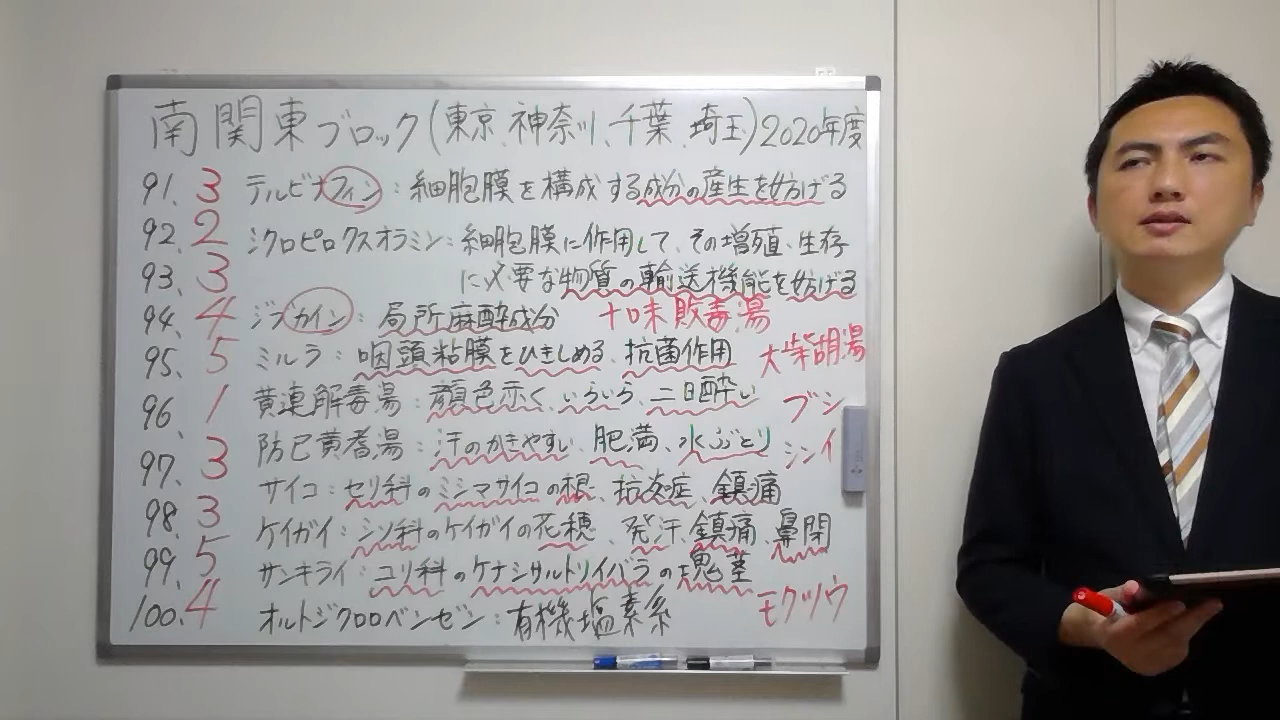 南関東ブロック(東京、神奈川、千葉、埼玉)2020年度
91. 3 テルビナフィン:細胞膜を構成する成分の産生を妨げる
92. 2 シクロピロクスオラミン:細胞膜に作用して、その増殖、生存
93. 3 に必要な物質の輸送機能を妨げる
94. 4 ジブカイン:局所麻酔成分 十味敗毒湯
95. 5 ミルラ:咽頭粘膜をひきしめる、抗菌作用 大柴胡湯
96. 1 黄連解毒湯:顔色赤く、いらいら、二日酔い ブシ
97. 3 防已黄耆湯:汗のかきやすい、肥満、水ぶとり シンイ
サイコ:セリ科のミシマサイコの根、抗炎症、鎮痛
98. 3 ケイガイ:シソ科のケイガイの花穂、発汗、鎮痛、鼻閉
99. 5 サンキライ:ユリ科のケナシサルトリイバラの塊茎
100. 4 オルトジクロロベンゼン:有機塩素系 モクツウ